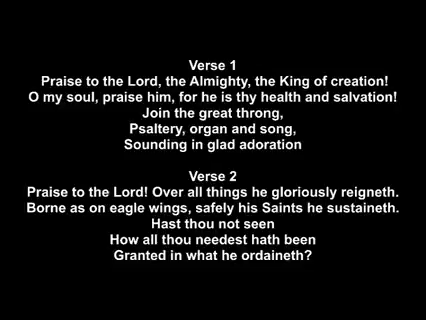 Verse 1
Praise to the Lord, the Almighty, the King of creation!
O my soul, praise him, for he is thy health and salvation!
Join the great throng,
Psaltery, organ and song,
Sounding in glad adoration
Verse 2
Praise to the Lord! Over all things he gloriously reigneth.
Borne as on eagle wings, safely his Saints he sustaineth.
Hast thou not seen
How all thou needest hath been
Granted in what he ordaineth?